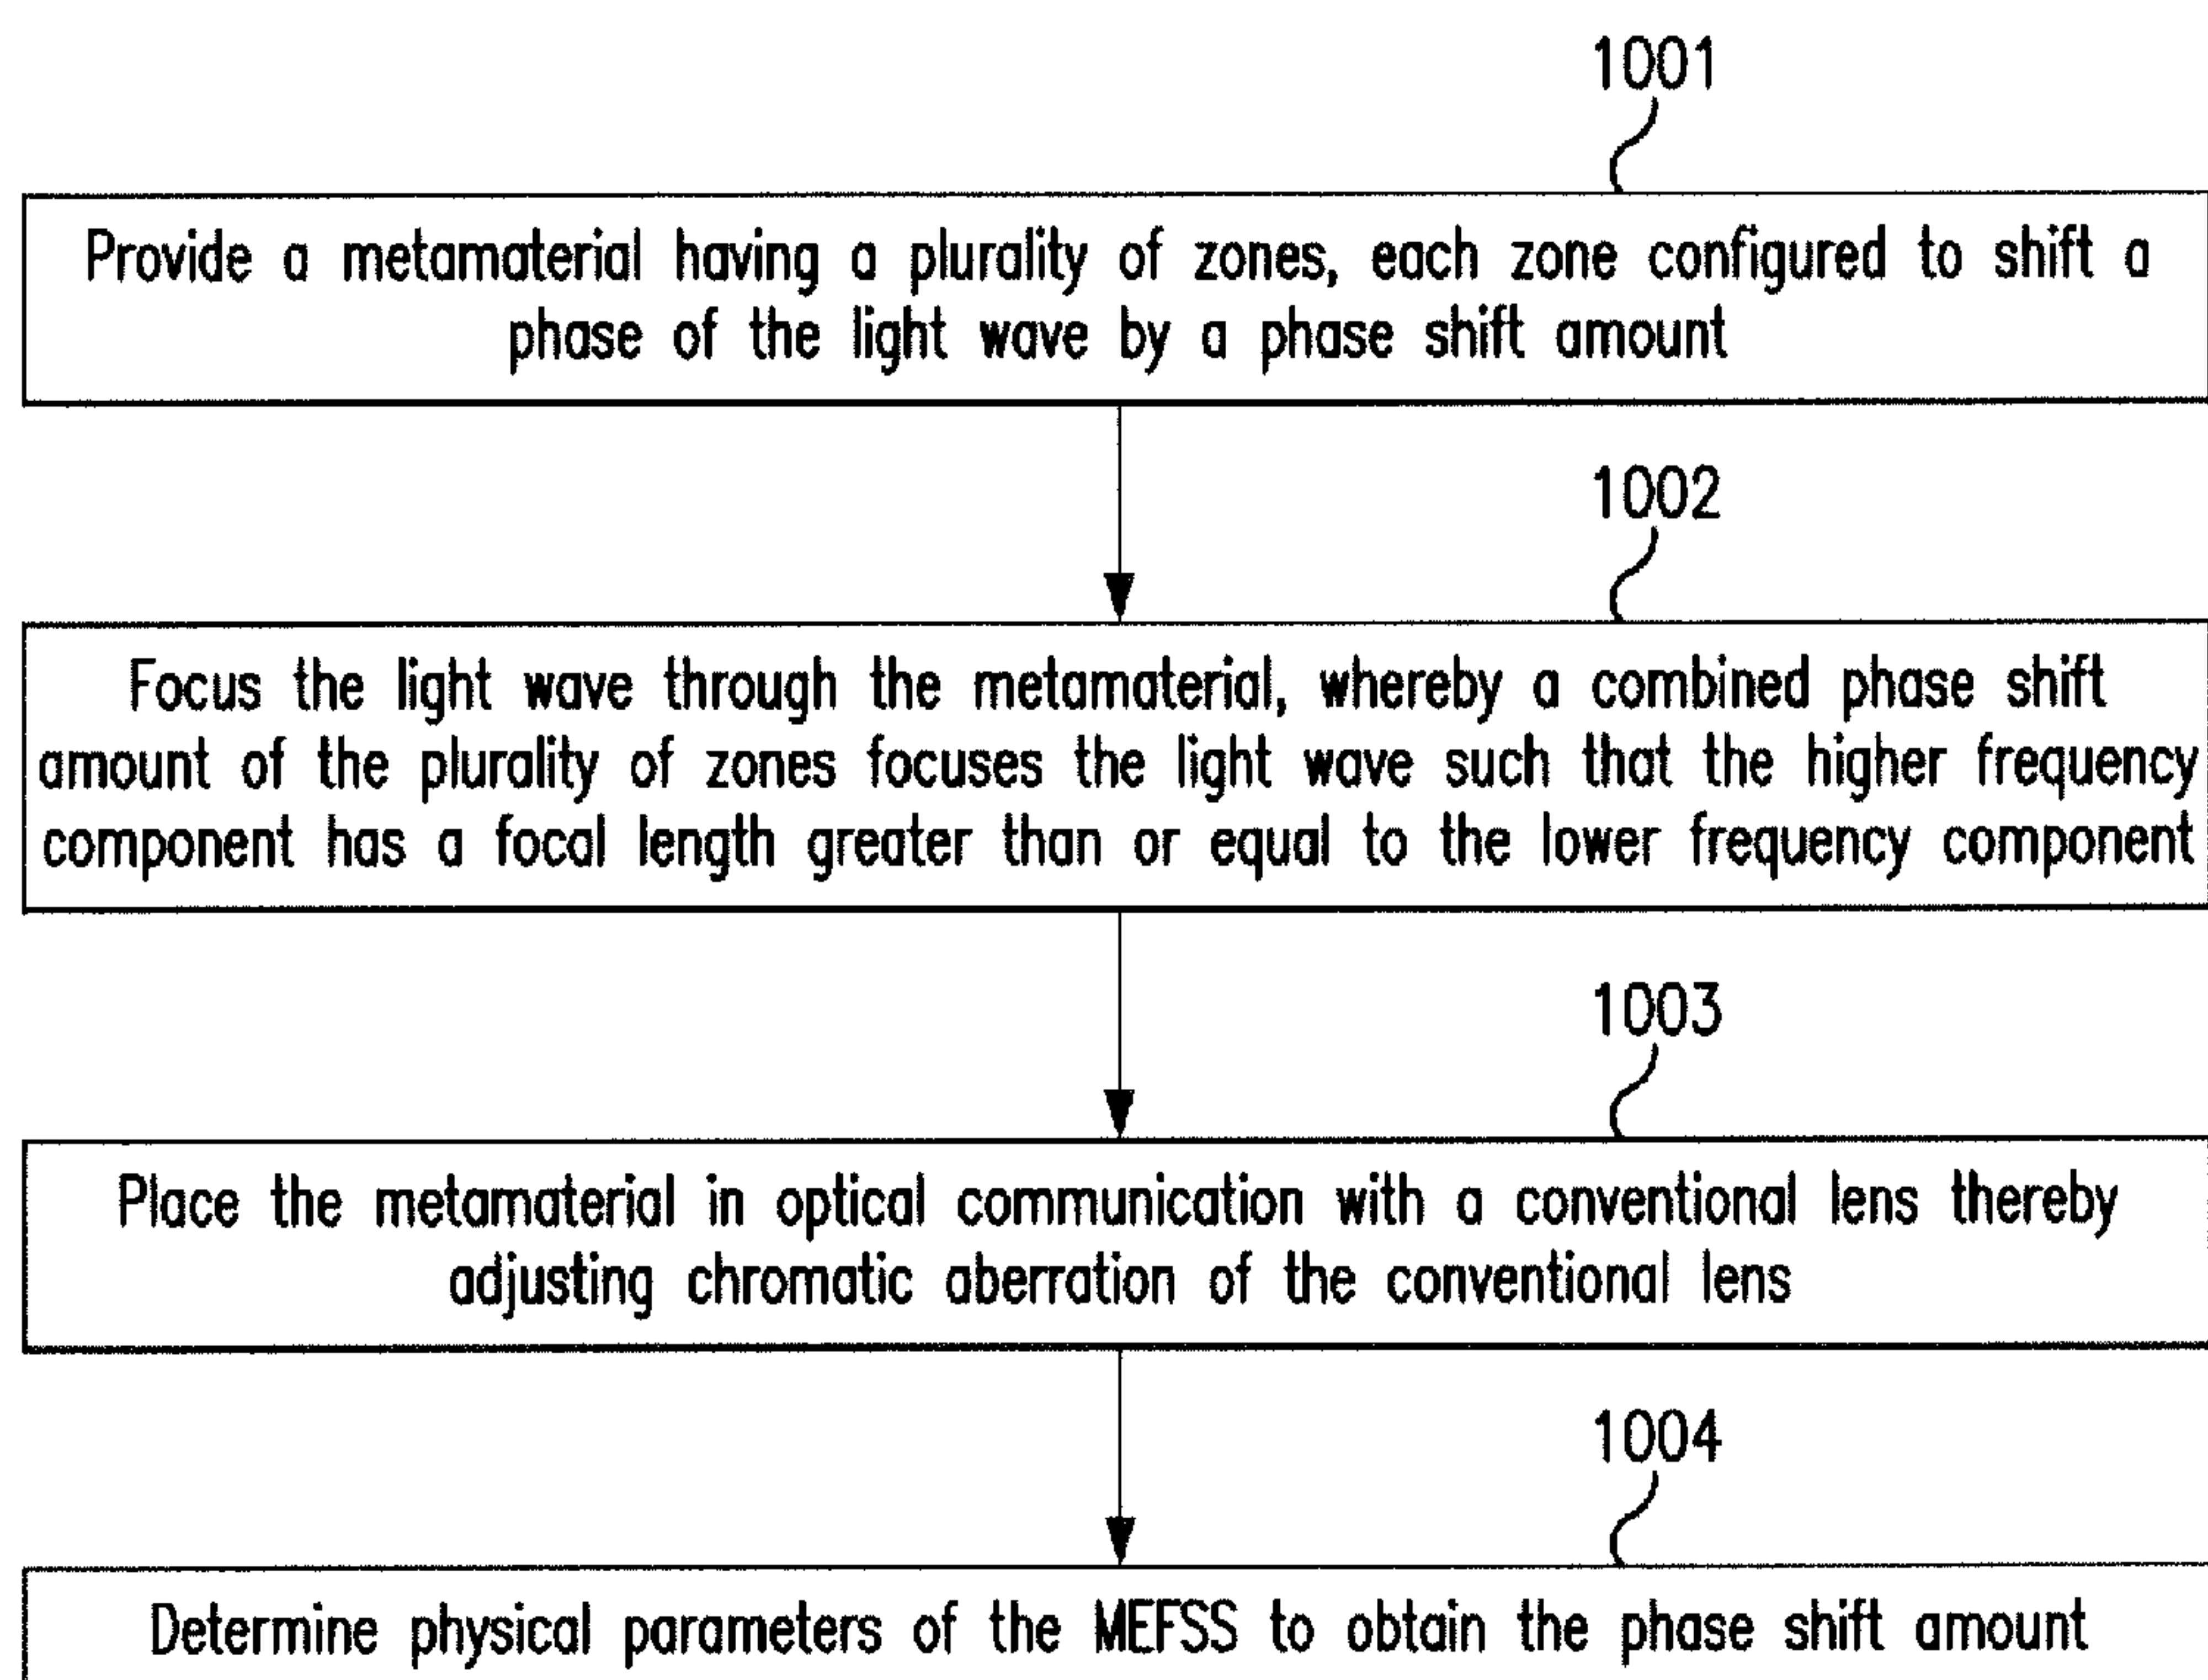 1001
Provide a metamaterial having a plurality of zones, each zone configured to shift a
phase of the light wave by a phase shift amount
1002
Focus the light wave through the metamaterial, whereby a combined phase shift
amount of the plurality of zones focuses the light wave such that the higher frequency
component has a focal length greater than or equal to the lower frequency component
1003
Place the metamaterial in optical communication with a conventional lens thereby
adjusting chromatic aberration of the conventional lens
1004
Determine physical parameters of the MEFSS to obtain the phase shift amount